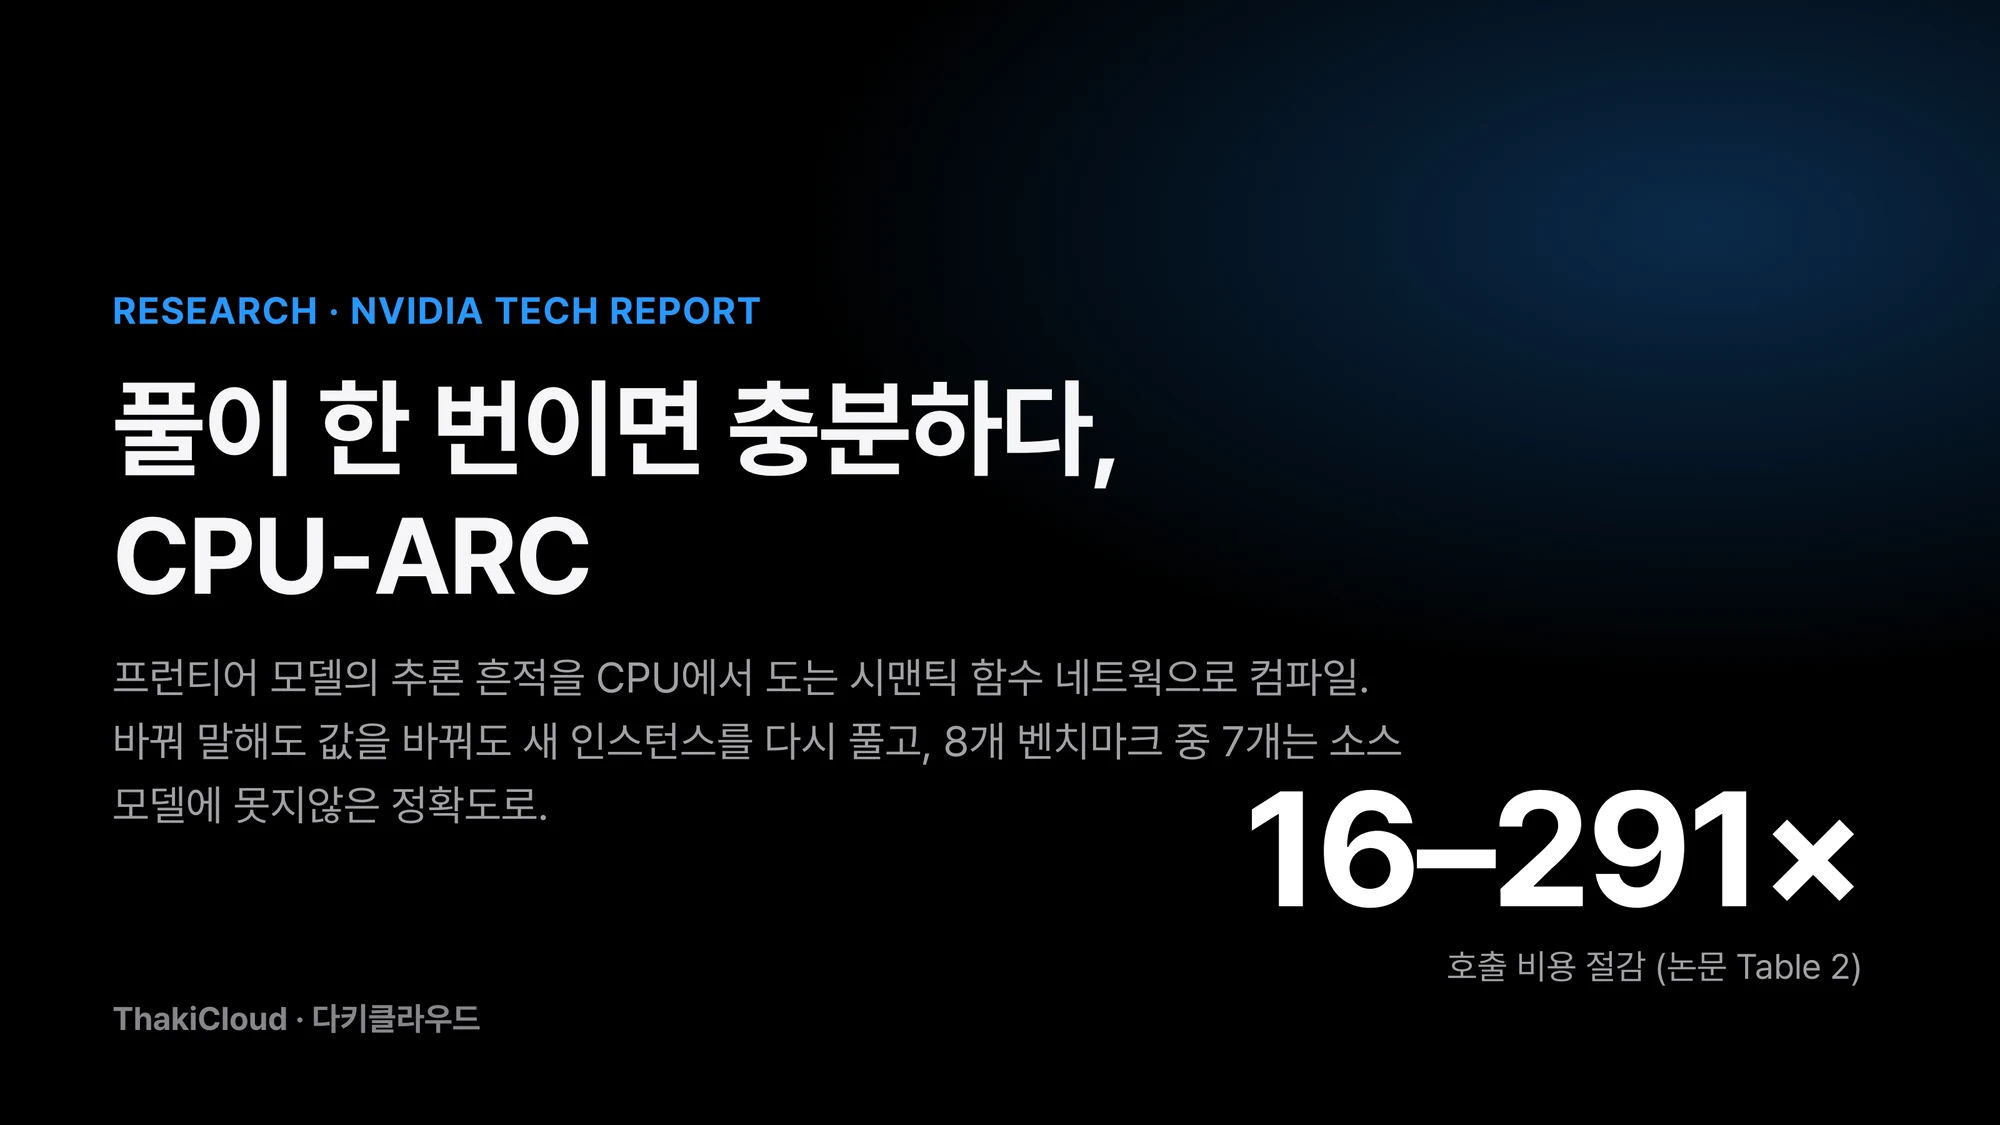 RESEARCH · NVIDIA TECH REPORT
풀이 한 번이면 충분하다,
CPU-ARC
프런티어 모델의 추론 흔적을 CPU에서 도는 시맨틱 함수 네트웍으로 컴파일.
바꿔 말해도 값을 바꿔도 새 인스턴스를 다시 풀고, 8개 벤치마크 중 7개는 소스
모델에 못지않은 정확도로.
16–291×
호출 비용 절감 (논문 Table 2)
ThakiCloud · 다키클라우드